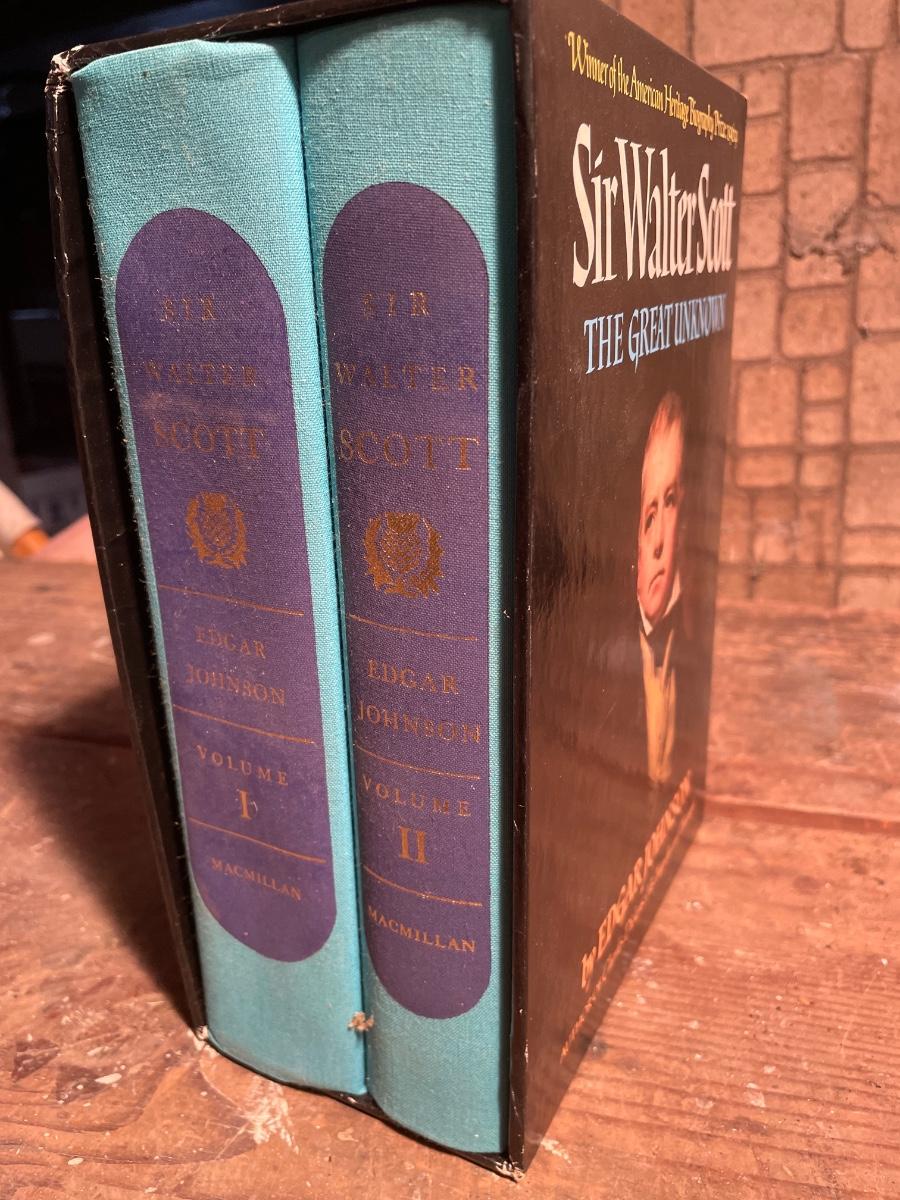 SIR
WALTER
SCOTT
EDGAR
JOHNSON
VOLUME
I
MACMILLAN
SIR
WALTER
SCOTT
EDGAR
JOHNSON
VOLUME
II
MACMILLAN
Winner of the American Heritage Biography Prize 1969
Sir Walter Scott
THE GREAT UNKNOWN
by EDGAR JOHNSON